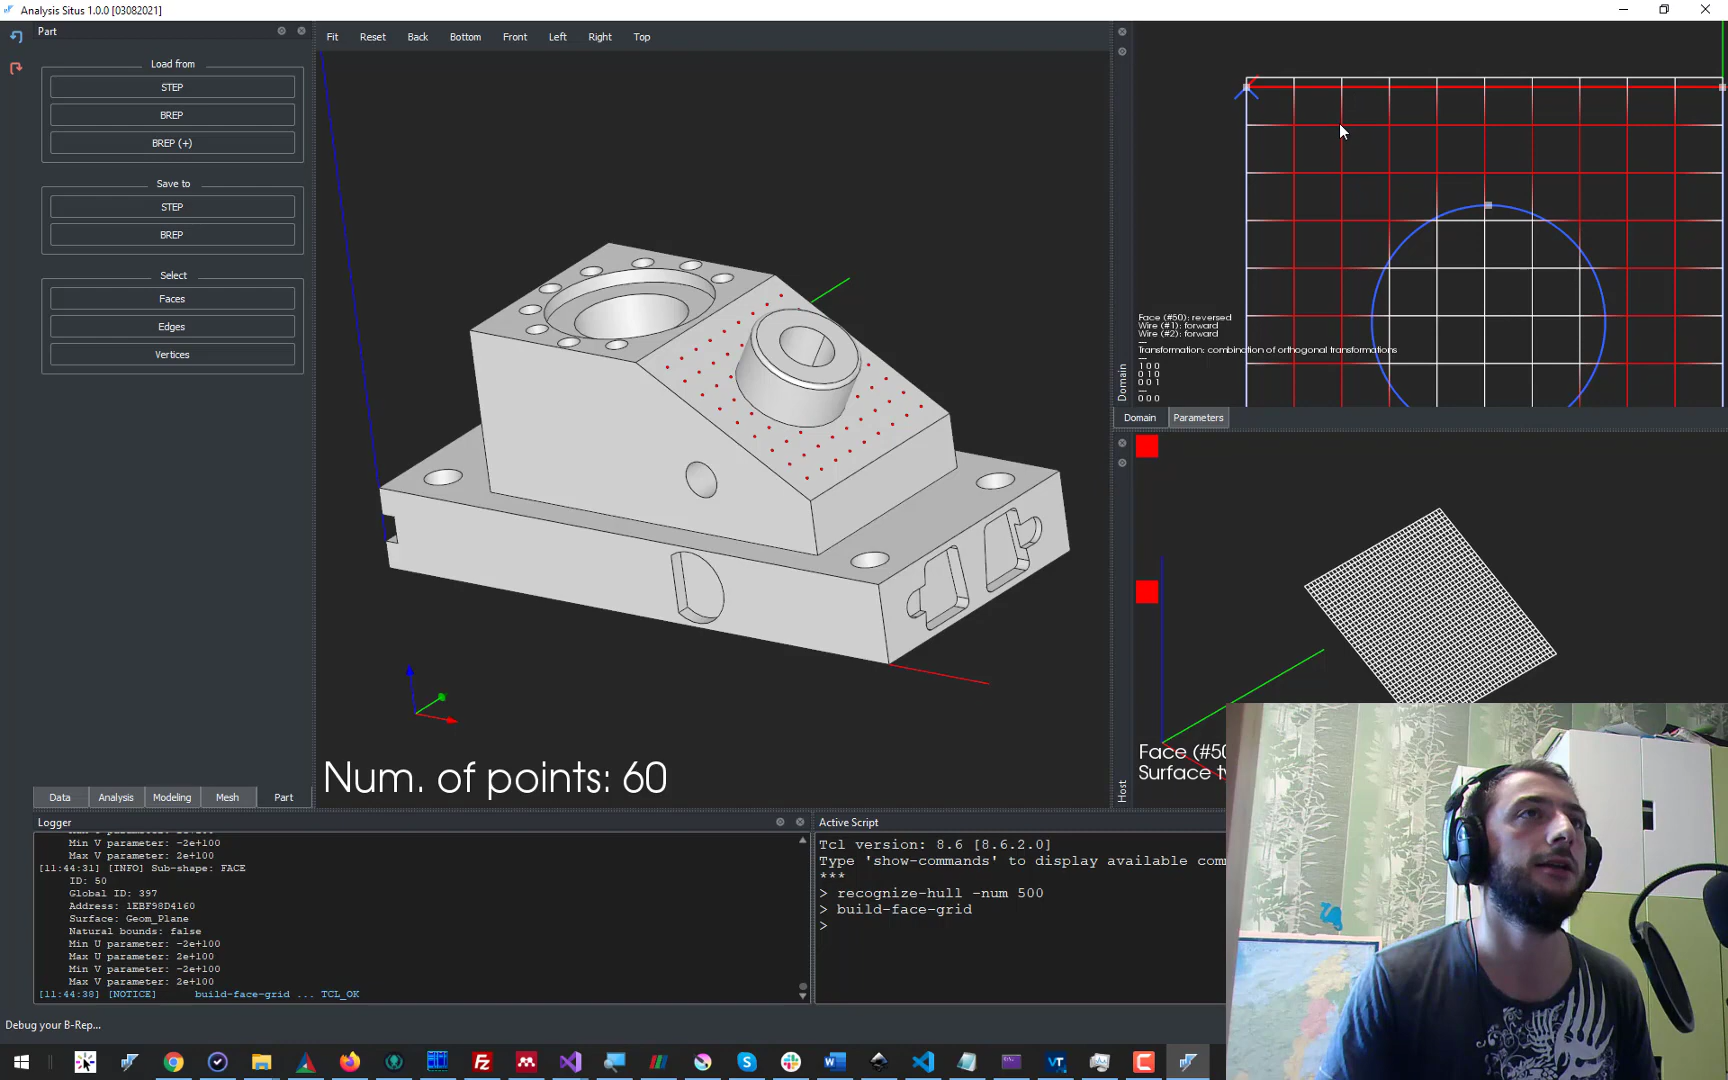 Analysis Situs 1.0.0 [03082021]
Part
Load from
STEP
BREP
BREP (+)
Save to
STEP
BREP
Select
Faces
Edges
Vertices
Data
Analysis
Modeling
Mesh
Part
Fit
Reset
Back
Bottom
Front
Left
Right
Top
Num. of points: 60
Face (#50): reversed
Wire (#1): forward
Wire (#2): forward
Transformation: combination of orthogonal transformations
1 0 0
0 1 0
0 0 1
0 0 0
Domain
Domain
Parameters
Face (#50
Surface ty
Host
Logger
Min V parameter: -2e+100
Max V parameter: 2e+100
[11:44:31] [INFO] Sub-shape: FACE
ID: 50
Global ID: 397
Address: 1EBF98D4160
Surface: Geom_Plane
Natural bounds: false
Min U parameter: -2e+100
Max U parameter: 2e+100
Min V parameter: -2e+100
Max V parameter: 2e+100
[11:44:38] [NOTICE] build-face-grid ... TCL_OK
Active Script
Tcl version: 8.6 [8.6.2.0]
Type 'show-commands' to display available com
***
> recognize-hull -num 500
> build-face-grid
>
Debug your B-Rep...